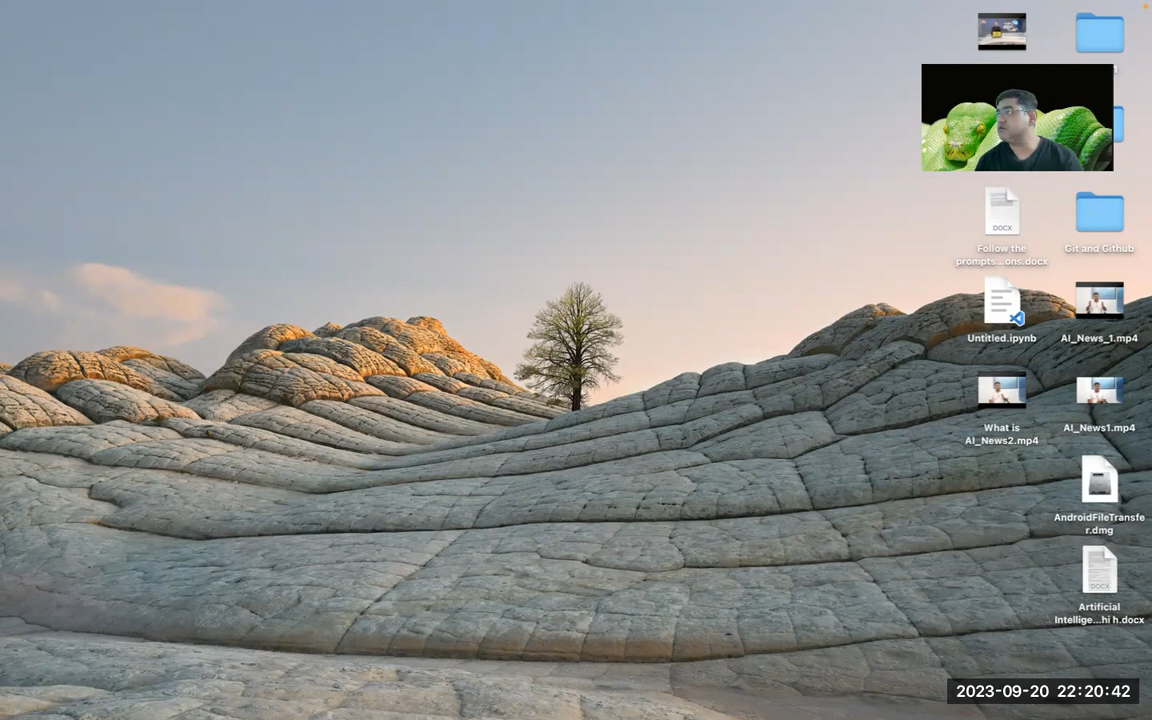 DOCX
Follow the
prompts...ons.docx
Git and Github
Untitled.ipynb
AI_News_1.mp4
What is
AI_News2.mp4
AI_News1.mp4
AndroidFileTransfe
r.dmg
DOCX
Artificial
Intellige...hi h.docx
2023-09-20 22:20:42